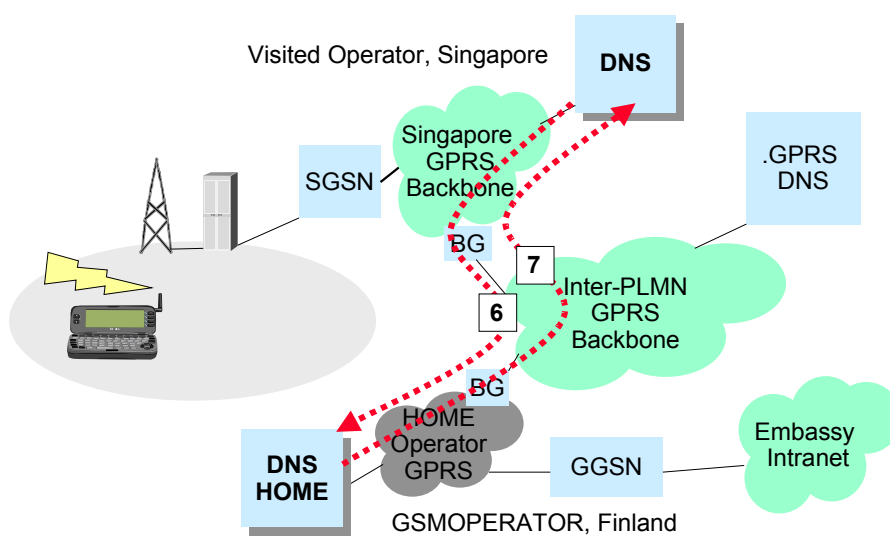 Visited Operator, Singapore
DNS
Singapore
GPRS
Backbone
.GPRS
DNS
SGSN
BG
7
Inter-PLMN
GPRS
Backbone
6
BG
HOME
Operator
GPRS
DNS
HOME
GGSN
Embassy
Intranet
GSMOPERATOR, Finland